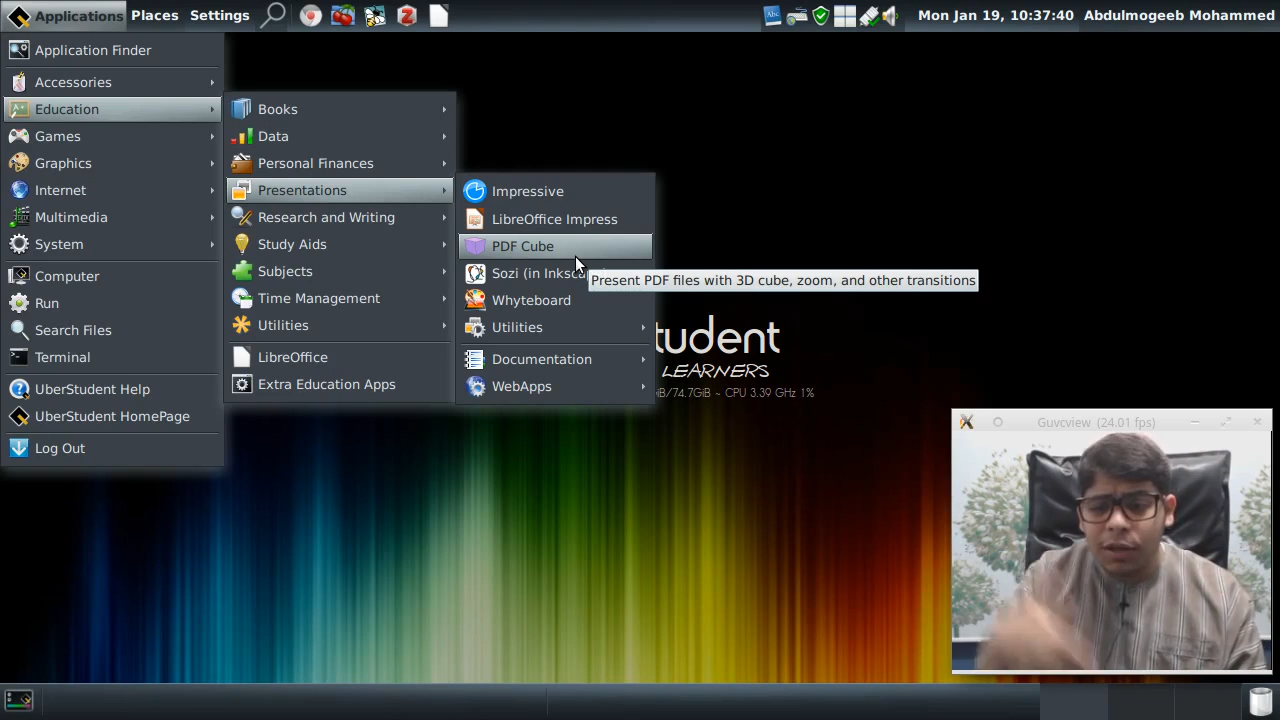 Applications Places Settings Mon Jan 19, 10:37:40 Abdulmogeeb Mohammed
Application Finder
Accessories
Education
Games
Graphics
Internet
Multimedia
System
Computer
Run
Search Files
Terminal
UberStudent Help
UberStudent HomePage
Log Out
Books
Data
Personal Finances
Presentations
Research and Writing
Study Aids
Subjects
Time Management
Utilities
LibreOffice
Extra Education Apps
Impressive
LibreOffice Impress
PDF Cube
Sozi (in Inksca
Whyteboard
Utilities
Documentation
WebApps
Present PDF files with 3D cube, zoom, and other transitions
tudent
LEARNERS
iB/74.7GiB ~ CPU 3.39 GHz 1%
Guvcview (24.01 fps)